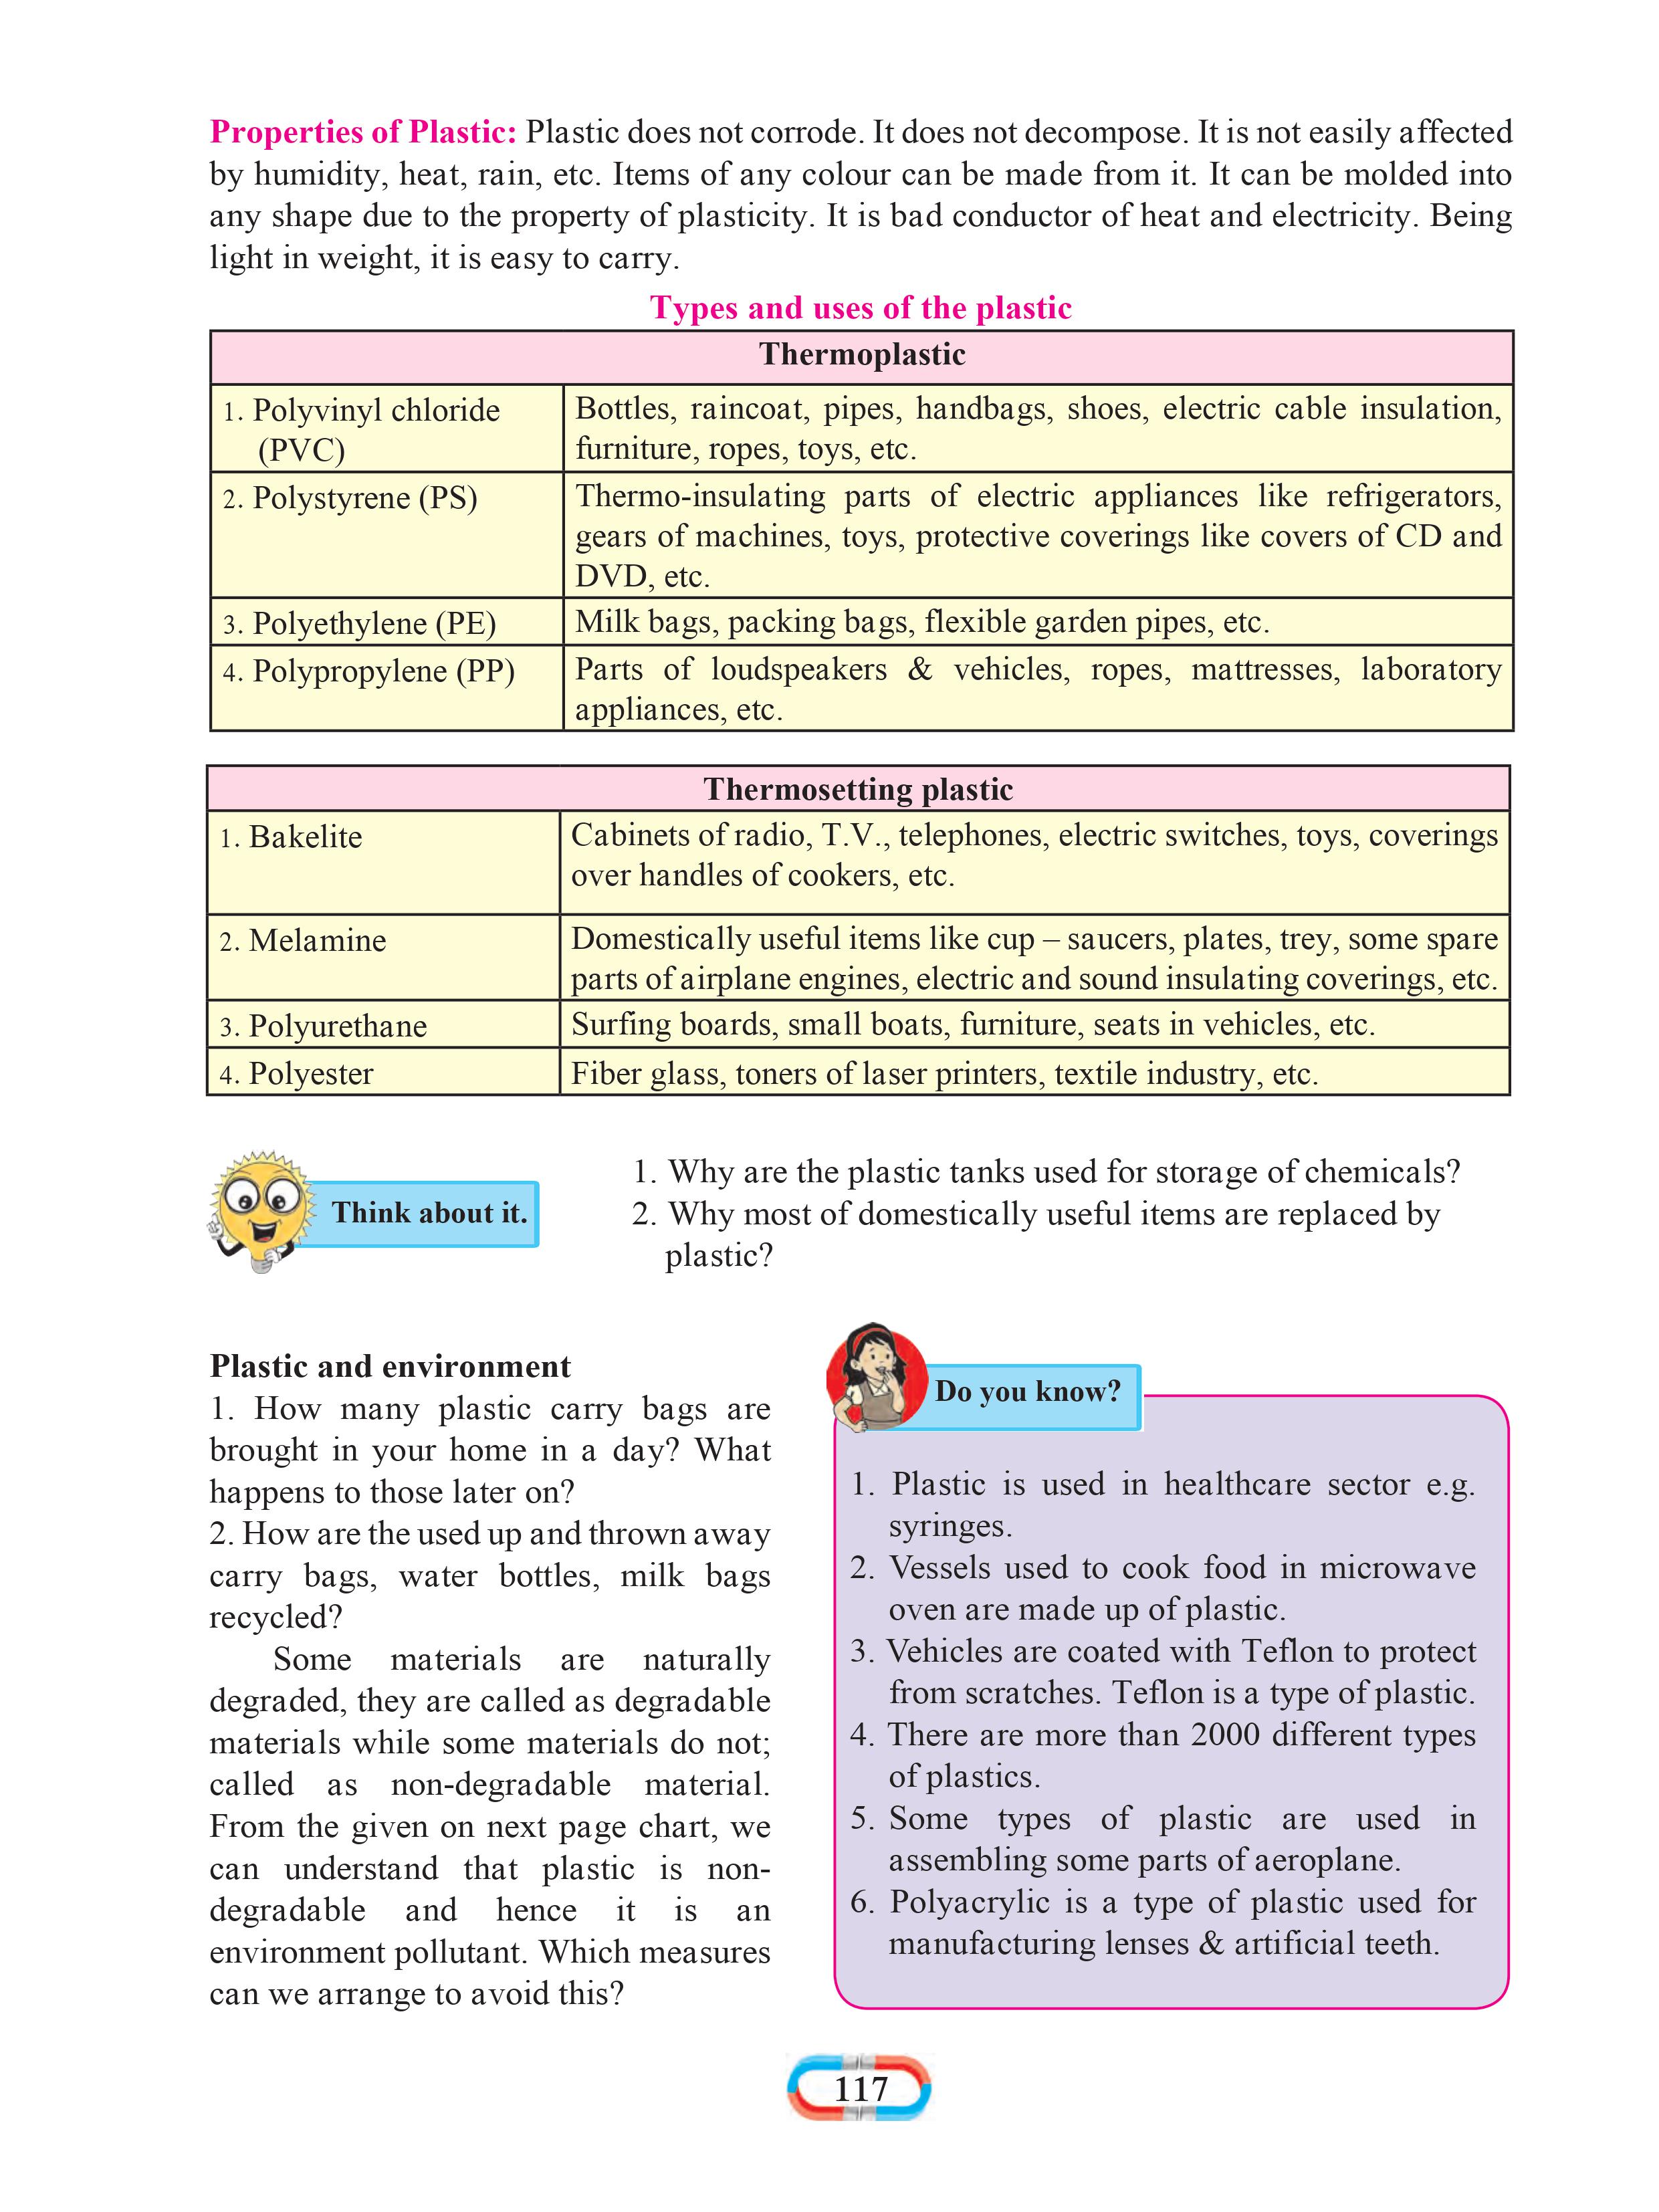 Properties of Plastic: Plastic does not corrode. It does not decompose. It is not easily affected
by humidity, heat, rain, etc. Items of any colour can be made from it. It can be molded into
any shape due to the property of plasticity. It is bad conductor of heat and electricity. Being
light in weight, it is easy to carry.
Types and uses of the plastic
Thermoplastic
1. Polyvinyl chloride
(PVC)
Bottles, raincoat, pipes, handbags, shoes, electric cable insulation,
furniture, ropes, toys, etc.
2. Polystyrene (PS)
Thermo-insulating parts of electric appliances like refrigerators,
gears of machines, toys, protective coverings like covers of CD and
DVD, etc.
3. Polyethylene (PE)
Milk bags, packing bags, flexible garden pipes, etc.
4. Polypropylene (PP)
Parts of loudspeakers & vehicles, ropes, mattresses, laboratory
appliances, etc.
Thermosetting plastic
1. Bakelite
Cabinets of radio, T.V., telephones, electric switches, toys, coverings
over handles of cookers, etc.
2. Melamine
Domestically useful items like cup – saucers, plates, trey, some spare
parts of airplane engines, electric and sound insulating coverings, etc.
3. Polyurethane
Surfing boards, small boats, furniture, seats in vehicles, etc.
4. Polyester
Fiber glass, toners of laser printers, textile industry, etc.
Think about it.
1. Why are the plastic tanks used for storage of chemicals?
2. Why most of domestically useful items are replaced by
plastic?
Plastic and environment
1. How many plastic carry bags are
brought in your home in a day? What
happens to those later on?
2. How are the used up and thrown away
carry bags, water bottles, milk bags
recycled?
Some materials are naturally
degraded, they are called as degradable
materials while some materials do not;
called as non-degradable material.
From the given on next page chart, we
can understand that plastic is non-
degradable and hence it is an
environment pollutant. Which measures
can we arrange to avoid this?
Do you know?
1. Plastic is used in healthcare sector e.g.
syringes.
2. Vessels used to cook food in microwave
oven are made up of plastic.
3. Vehicles are coated with Teflon to protect
from scratches. Teflon is a type of plastic.
4. There are more than 2000 different types
of plastics.
5. Some types of plastic are used in
assembling some parts of aeroplane.
6. Polyacrylic is a type of plastic used for
manufacturing lenses & artificial teeth.
117